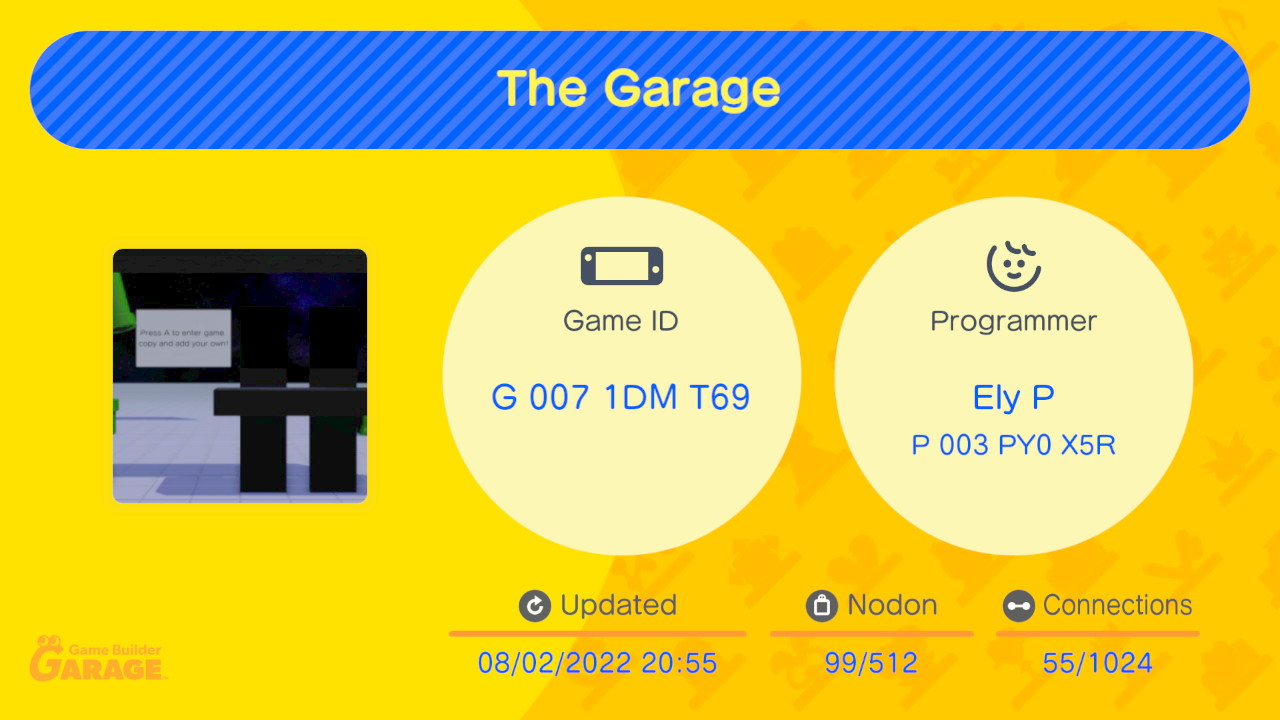 The Garage
Press A to enter game,
copy and add your own!
Game ID
G 007 1DM T69
Programmer
Ely P
P 003 PY0 X5R
Updated
08/02/2022 20:55
Nodon
99/512
Connections
55/1024
Game Builder
GARAGE